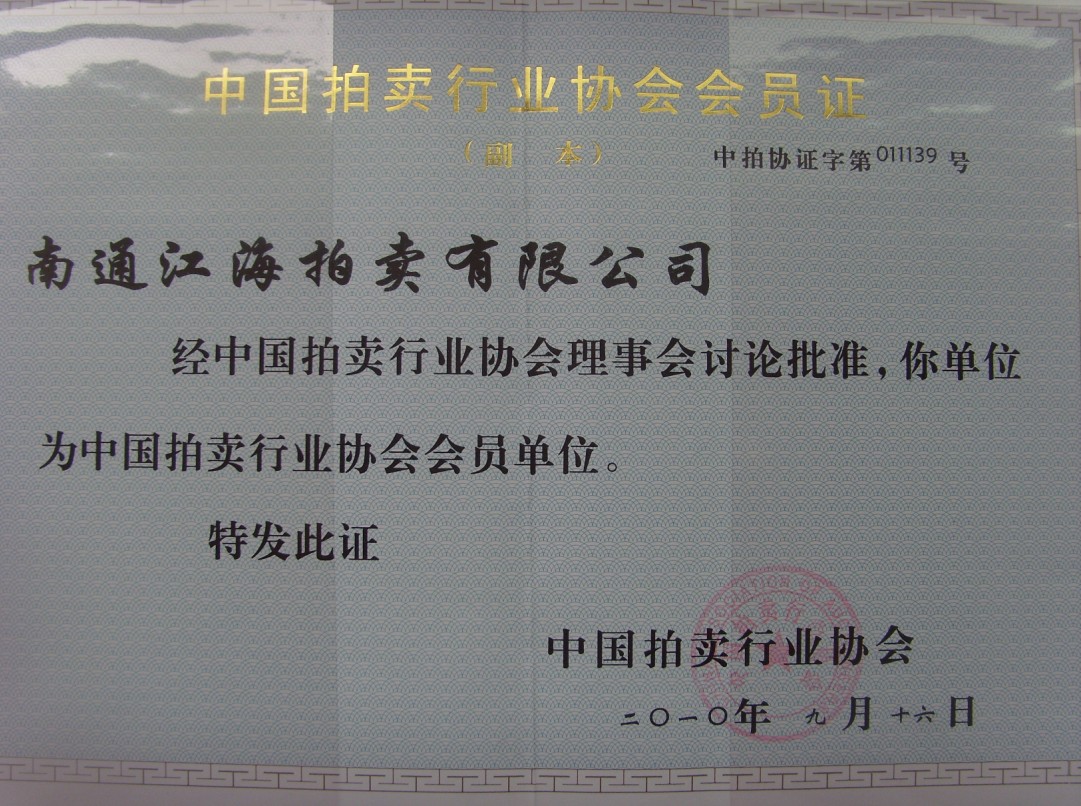 中国拍卖行业协会会员证
（副 本）
中拍协证字第011139号
南通江海拍卖有限公司
经中国拍卖行业协会理事会讨论批准，你单位
为中国拍卖行业协会会员单位。
特发此证
中国拍卖行业协会
二〇一〇年 九 月 十六 日